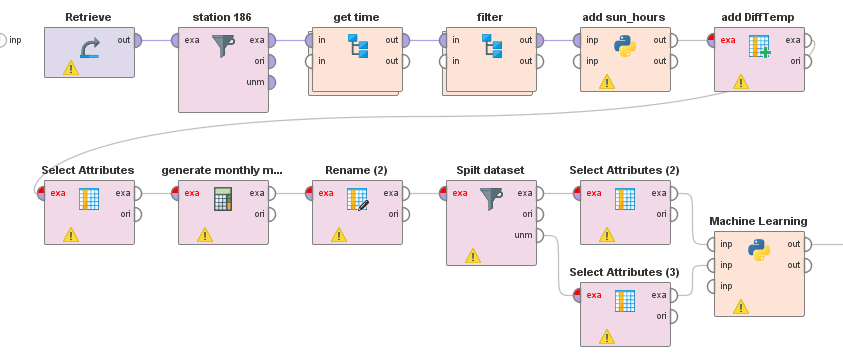 Retrieve
station 186
get time
filter
add sun_hours
add DiffTemp
inp
out
exa
exa
ori
unm
in
out
in
out
in
out
in
out
inp
out
inp
out
exa
exa
ori
Select Attributes
generate monthly m...
Rename (2)
Spilt dataset
Select Attributes (2)
exa
exa
ori
exa
exa
ori
exa
exa
ori
exa
exa
ori
unm
exa
exa
ori
Machine Learning
inp
out
inp
out
inp
Select Attributes (3)
exa
exa
ori